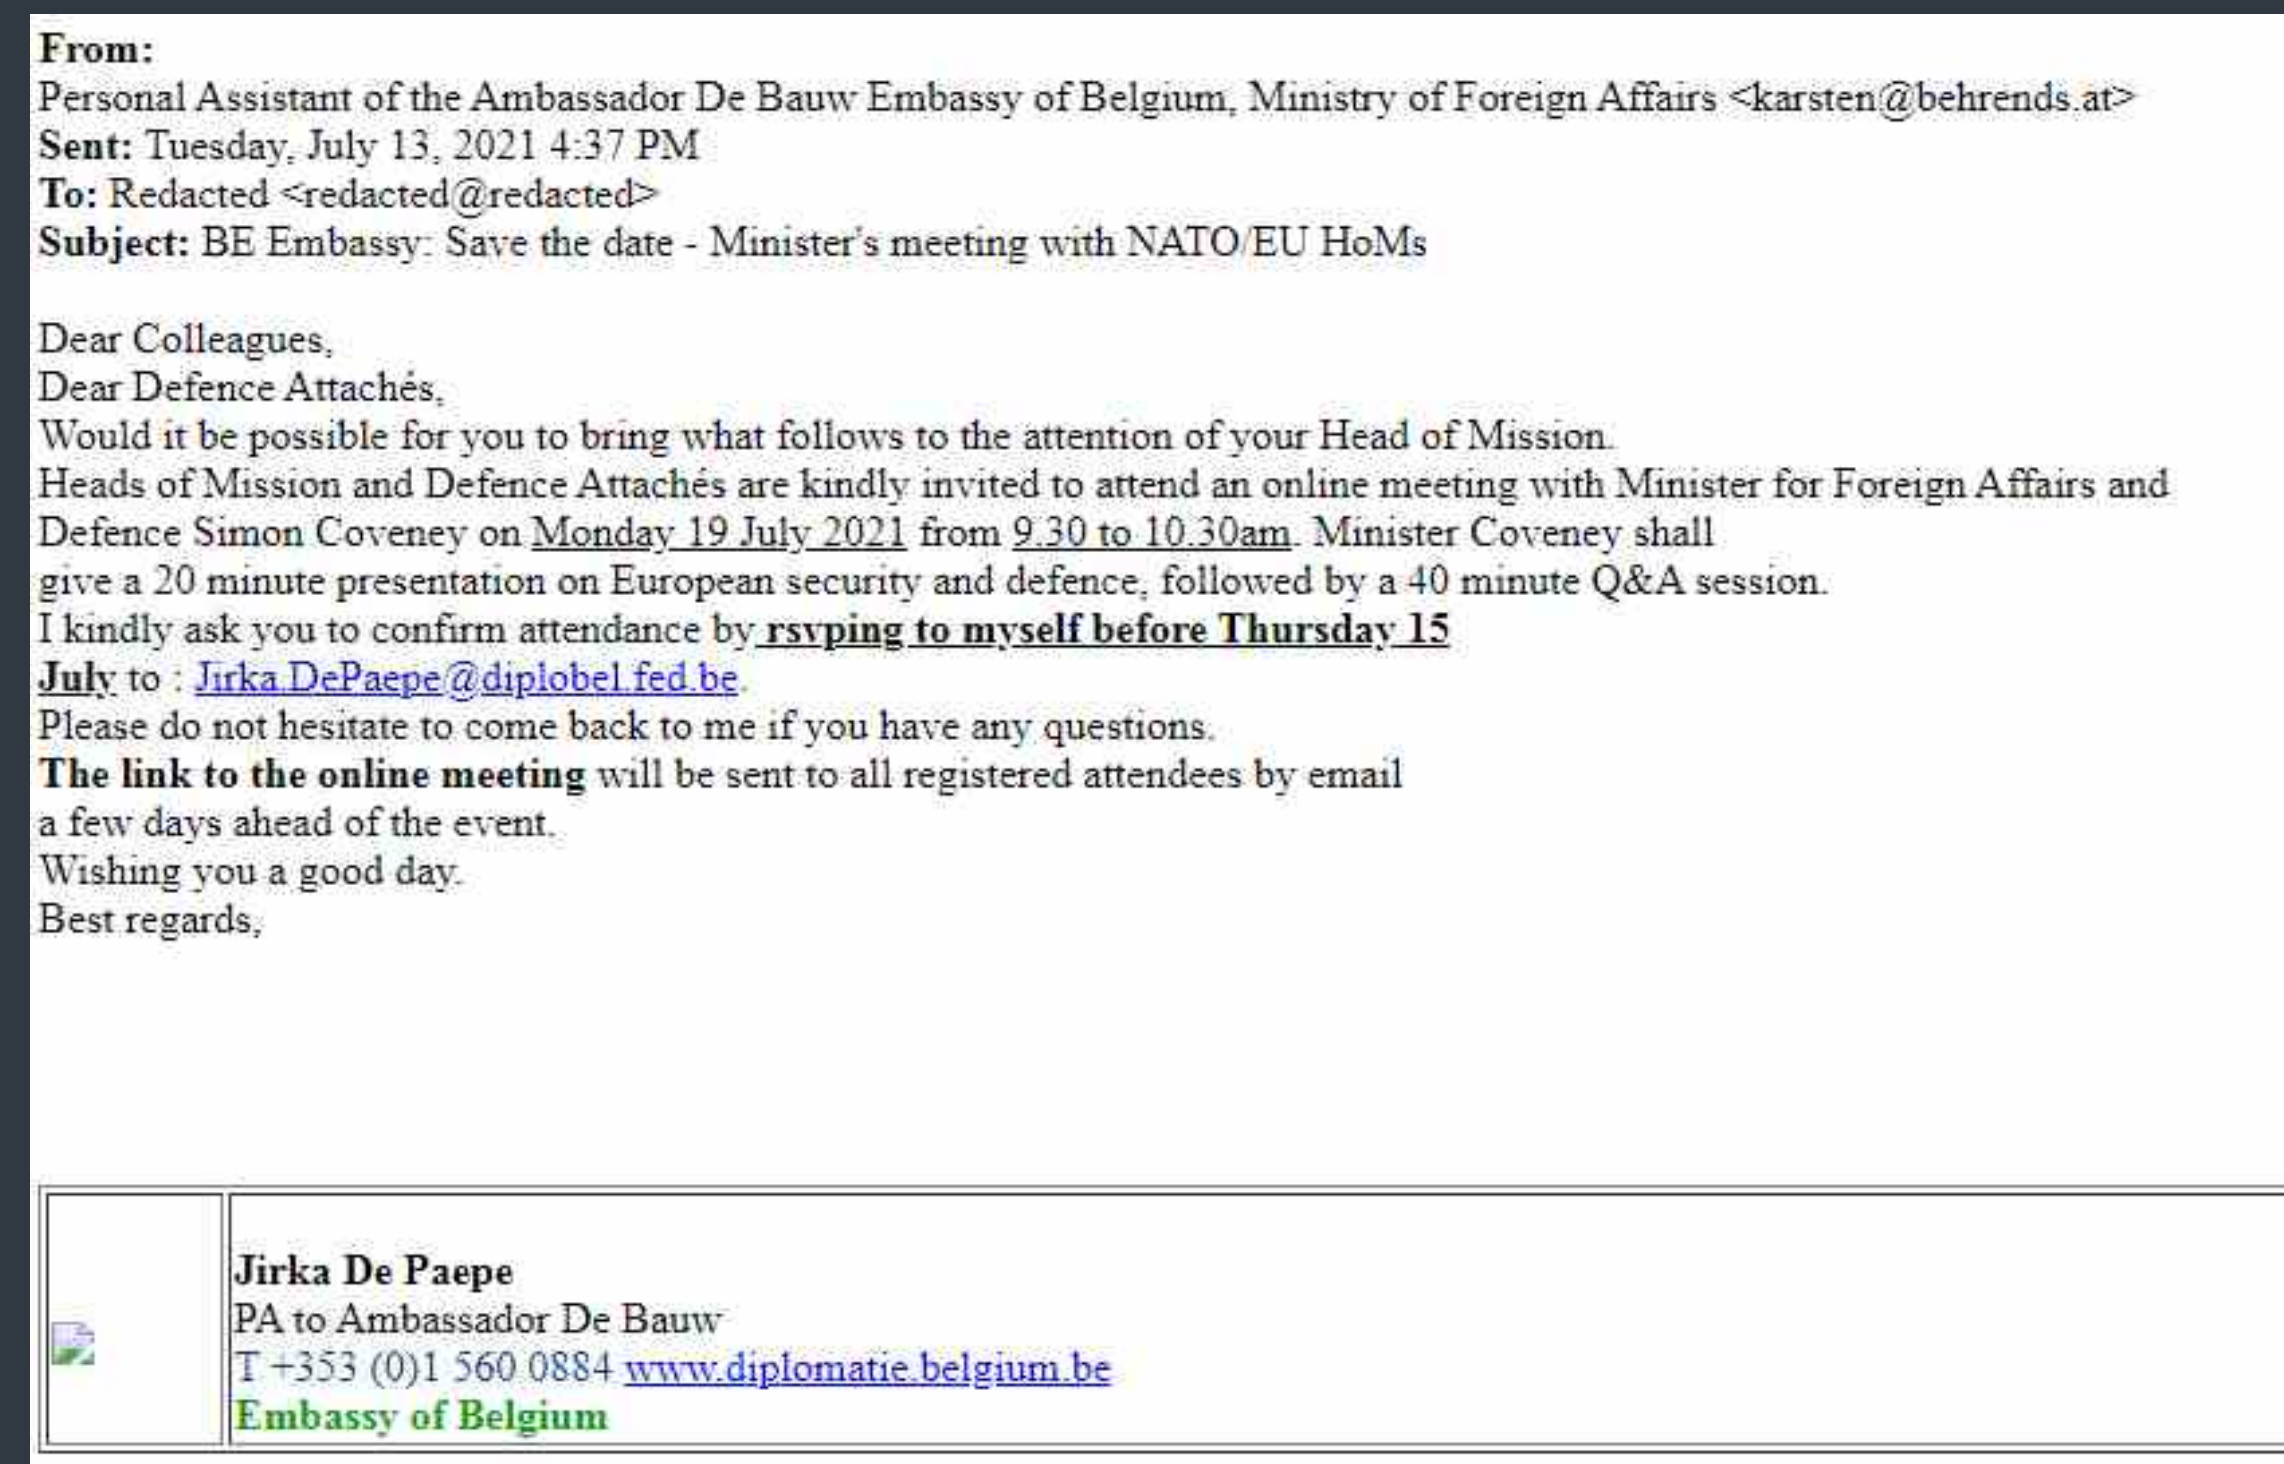 From:
Personal Assistant of the Ambassador De Bauw Embassy of Belgium, Ministry of Foreign Affairs <karsten@behrends.at>
Sent: Tuesday, July 13, 2021 4:37 PM
To: Redacted <redacted@redacted>
Subject: BE Embassy: Save the date - Minister's meeting with NATO/EU HoMs
Dear Colleagues,
Dear Defence Attachés,
Would it be possible for you to bring what follows to the attention of your Head of Mission.
Heads of Mission and Defence Attachés are kindly invited to attend an online meeting with Minister for Foreign Affairs and
Defence Simon Coveney on Monday 19 July 2021 from 9.30 to 10.30am. Minister Coveney shall
give a 20 minute presentation on European security and defence, followed by a 40 minute Q&A session.
I kindly ask you to confirm attendance by rsvping to myself before Thursday 15
July to : Jirka.DePaepe@diplobel.fed.be.
Please do not hesitate to come back to me if you have any questions.
The link to the online meeting will be sent to all registered attendees by email
a few days ahead of the event.
Wishing you a good day.
Best regards,
Jirka De Paepe
PA to Ambassador De Bauw
T +353 (0)1 560 0884 www.diplomatie.belgium.be
Embassy of Belgium